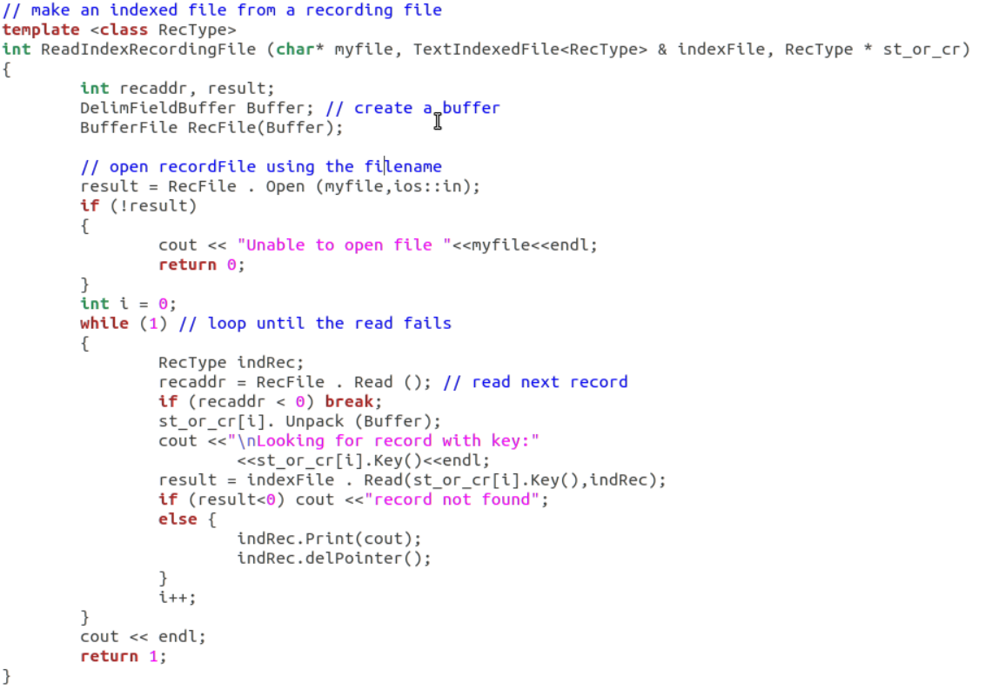 // make an indexed file from a recording file
template <class RecType>
int ReadIndexRecordingFile (char* myfile, TextIndexedFile<RecType> & indexFile, RecType * st_or_cr)
{
        int recaddr, result;
        DelimFieldBuffer Buffer; // create a buffer
        BufferFile RecFile(Buffer);

        // open recordFile using the filename
        result = RecFile . Open (myfile,ios::in);
        if (!result)
        {
                cout << "Unable to open file "<<myfile<<endl;
                return 0;
        }
        int i = 0;
        while (1) // loop until the read fails
        {
                RecType indRec;
                recaddr = RecFile . Read (); // read next record
                if (recaddr < 0) break;
                st_or_cr[i]. Unpack (Buffer);
                cout <<"\nLooking for record with key:"
                        <<st_or_cr[i].Key()<<endl;
                result = indexFile . Read(st_or_cr[i].Key(),indRec);
                if (result<0) cout <<"record not found";
                else {
                        indRec.Print(cout);
                        indRec.delPointer();
                }
                i++;
        }
        cout << endl;
        return 1;
}